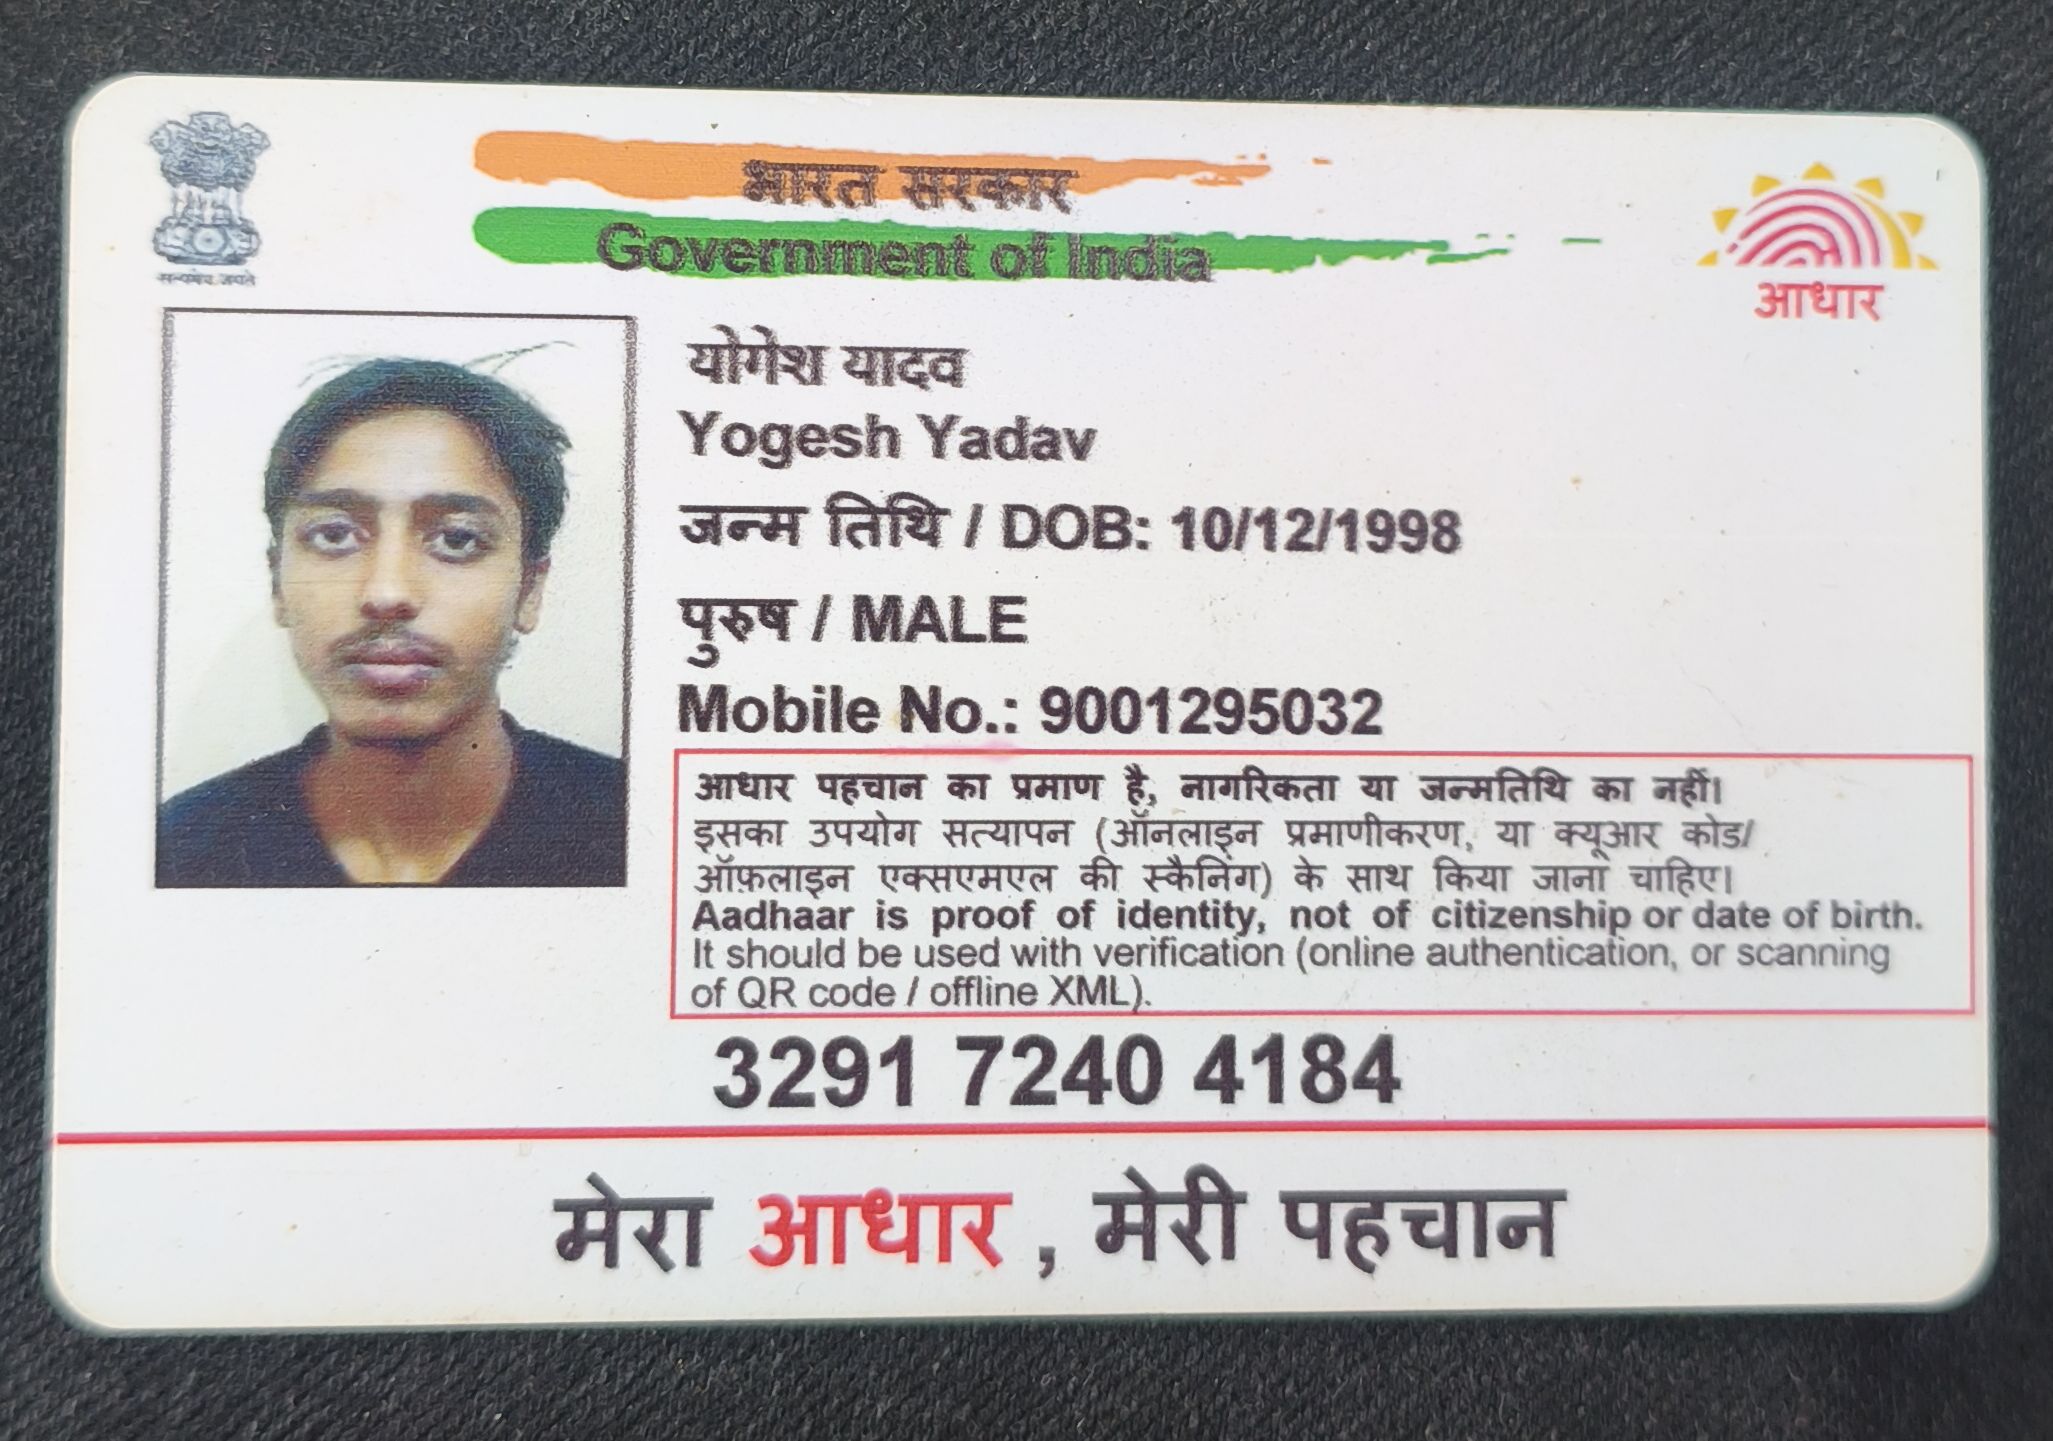 सत्यमेव जयते
भारत सरकार
Government of India
आधार
योगेश यादव
Yogesh Yadav
जन्म तिथि / DOB: 10/12/1998
पुरुष / MALE
Mobile No.: 9001295032
आधार पहचान का प्रमाण है, नागरिकता या जन्मतिथि का नहीं।
इसका उपयोग सत्यापन (ऑनलाइन प्रमाणीकरण, या क्यूआर कोड/
ऑफ़लाइन एक्सएमएल की स्कैनिंग) के साथ किया जाना चाहिए।
Aadhaar is proof of identity, not of citizenship or date of birth.
It should be used with verification (online authentication, or scanning
of QR code / offline XML).
3291 7240 4184
मेरा आधार , मेरी पहचान